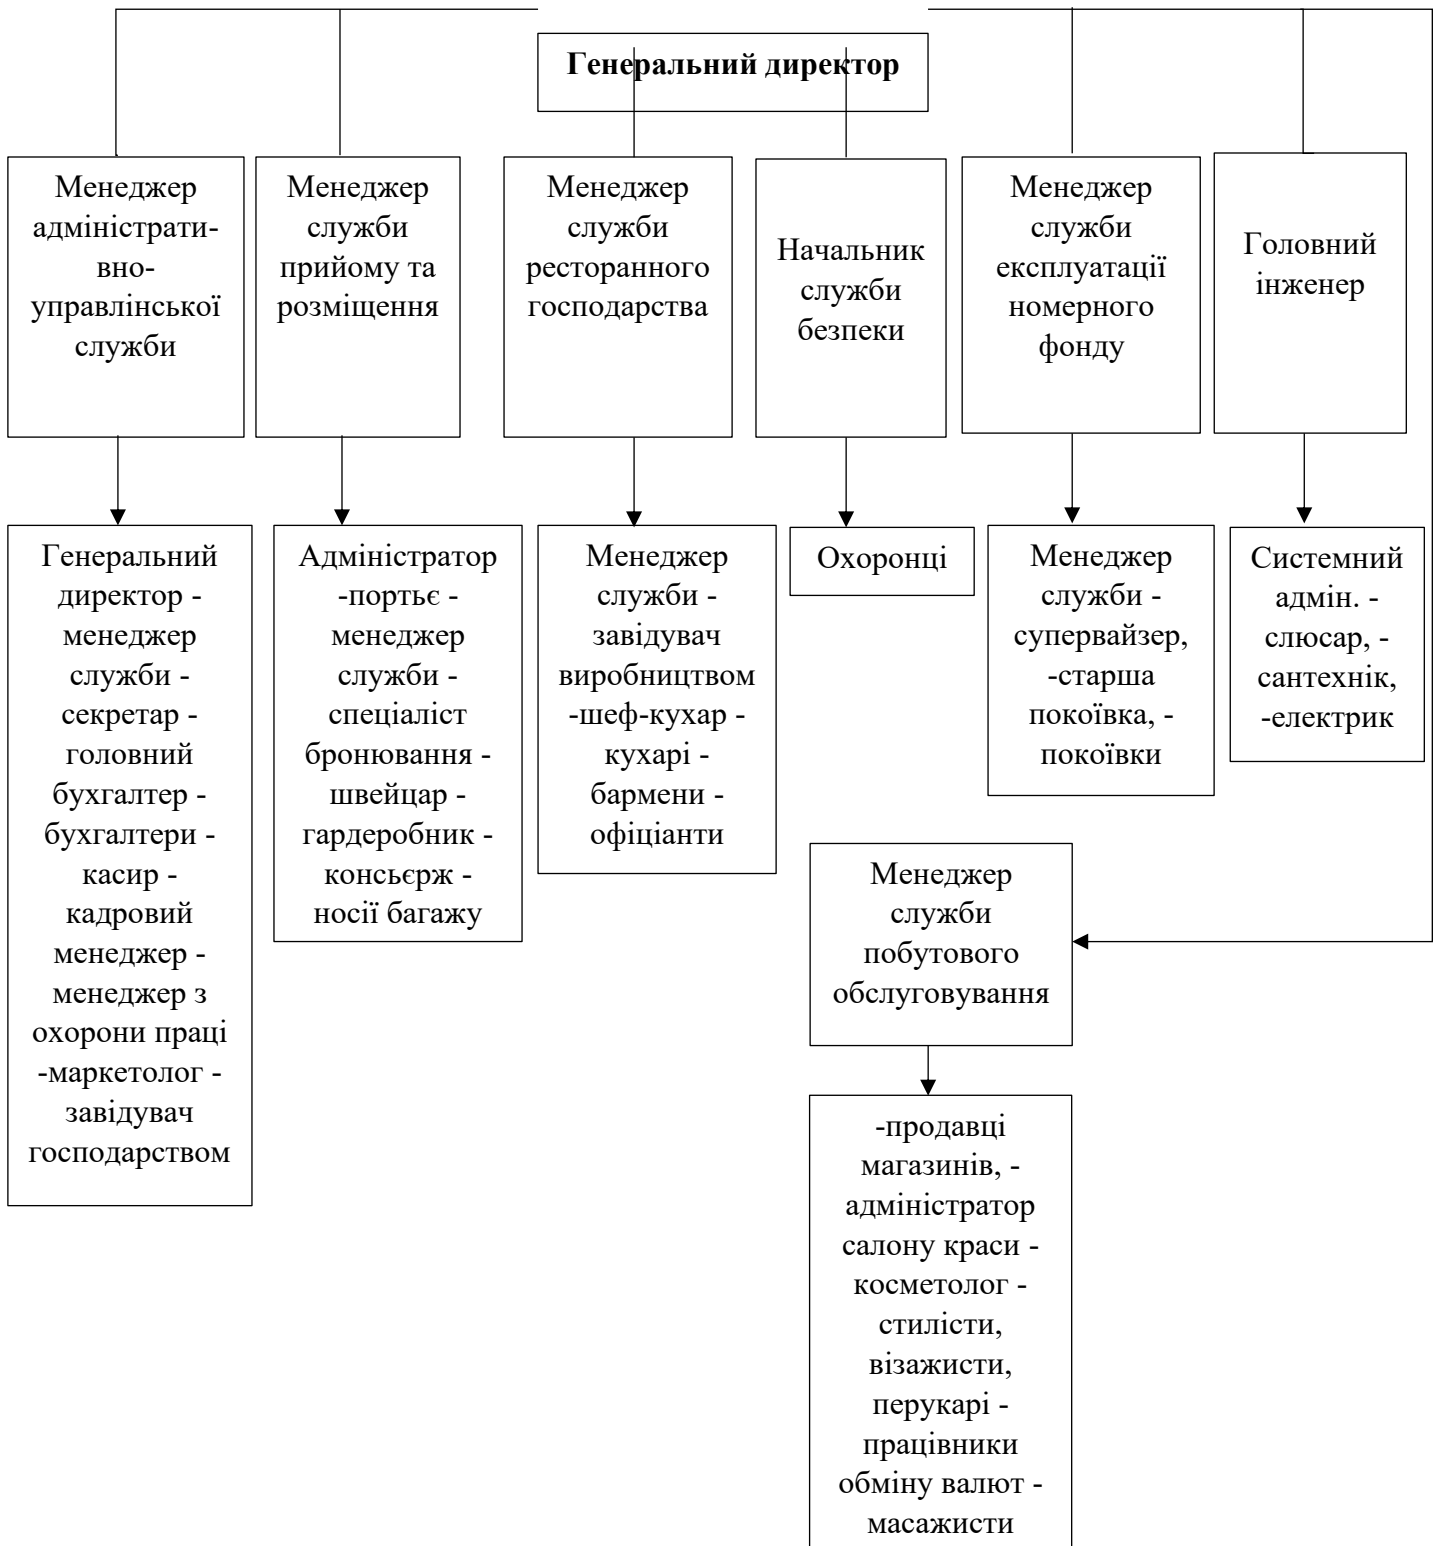 Генеральний директор
Менеджер
адміністрати-
вно-
управлінської
служби
Менеджер
служби
прийому та
розміщення
Менеджер
служби
ресторанного
господарства
Начальник
служби
безпеки
Менеджер
служби
експлуатації
номерного
фонду
Головний
інженер
Генеральний
директор -
менеджер
служби -
секретар -
головний
бухгалтер -
бухгалтери -
касир -
кадровий
менеджер -
менеджер з
охорони праці
-маркетолог -
завідувач
господарством
Адміністратор
-портьє -
менеджер
служби -
спеціаліст
бронювання -
швейцар -
гардеробник -
консьєрж -
носії багажу
Менеджер
служби -
завідувач
виробництвом
-шеф-кухар -
кухарі -
бармени -
офіціанти
Охоронці
Менеджер
служби -
супервайзер,
-старша
покоївка, -
покоївки
Системний
адмін. -
слюсар, -
сантехнік,
-електрик
Менеджер
служби
побутового
обслуговування
-продавці
магазинів, -
адміністратор
салону краси -
косметолог -
стилісти,
візажисти,
перукарі -
працівники
обміну валют -
масажисти